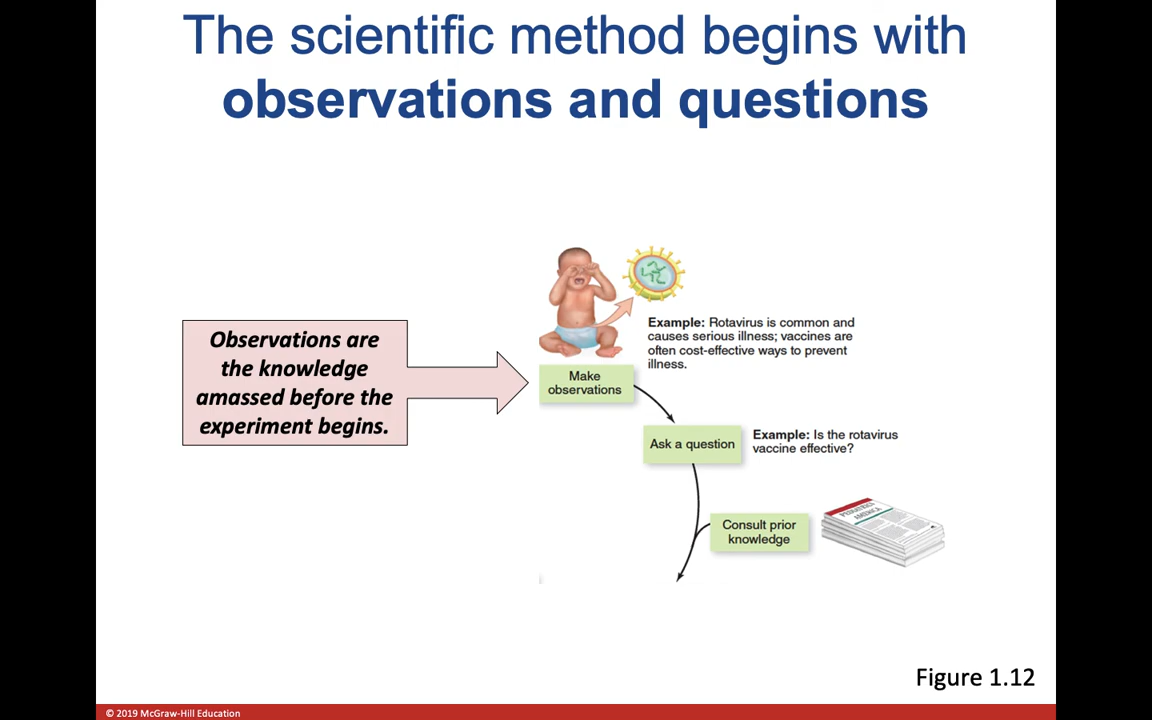 The scientific method begins with
observations and questions
Observations are
the knowledge
amassed before the
experiment begins.
Example: Rotavirus is common and
causes serious illness; vaccines are
often cost-effective ways to prevent
illness.
Make
observations
Ask a question
Example: Is the rotavirus
vaccine effective?
Consult prior
knowledge
PEDIATRICS
AMERICA
Figure 1.12
© 2019 McGraw-Hill Education